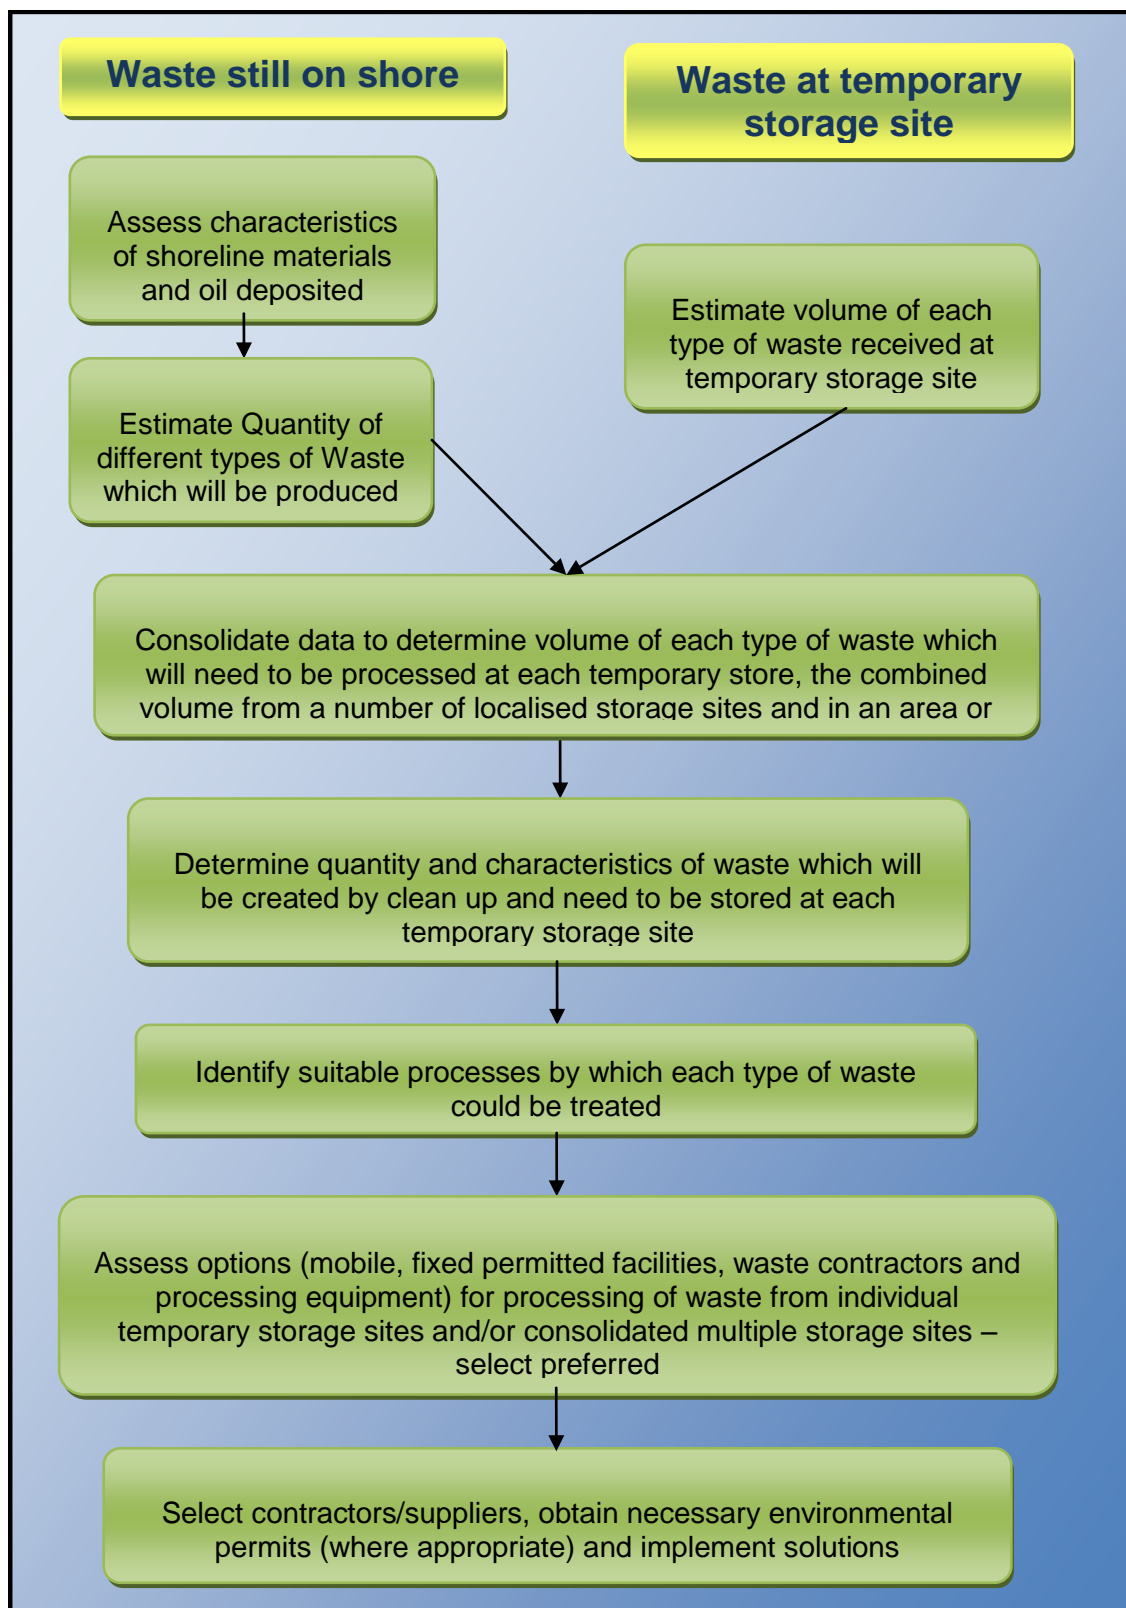 Waste still on shore
Waste at temporary
storage site
Assess characteristics
of shoreline materials
and oil deposited
Estimate volume of each
type of waste received at
temporary storage site
Estimate Quantity of
different types of Waste
which will be produced
Consolidate data to determine volume of each type of waste which
will need to be processed at each temporary store, the combined
volume from a number of localised storage sites and in an area or
Determine quantity and characteristics of waste which will
be created by clean up and need to be stored at each
temporary storage site
Identify suitable processes by which each type of waste
could be treated
Assess options (mobile, fixed permitted facilities, waste contractors and
processing equipment) for processing of waste from individual
temporary storage sites and/or consolidated multiple storage sites –
select preferred
Select contractors/suppliers, obtain necessary environmental
permits (where appropriate) and implement solutions